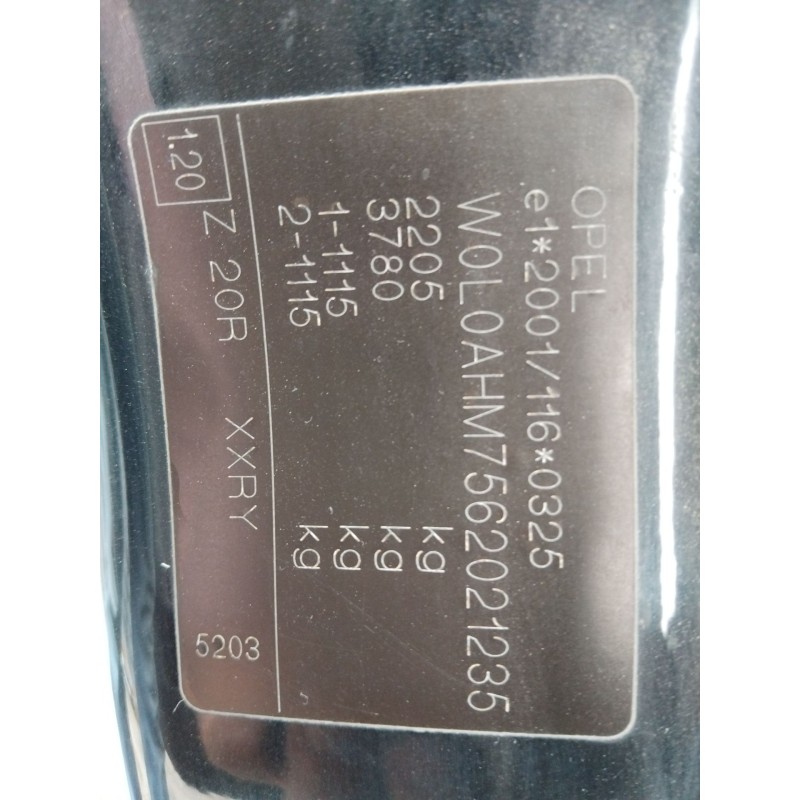 OPEL
e1*2001/116*0325
W0L0AHM7562021235
2205 kg
3780 kg
1-1115 kg
2-1115 kg
1.20 Z 20R XXRY 5203